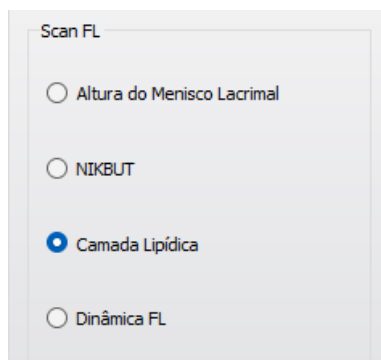 Scan FL
Altura do Menisco Lacrimal
NIKBUT
Camada Lipídica
Dinâmica FL